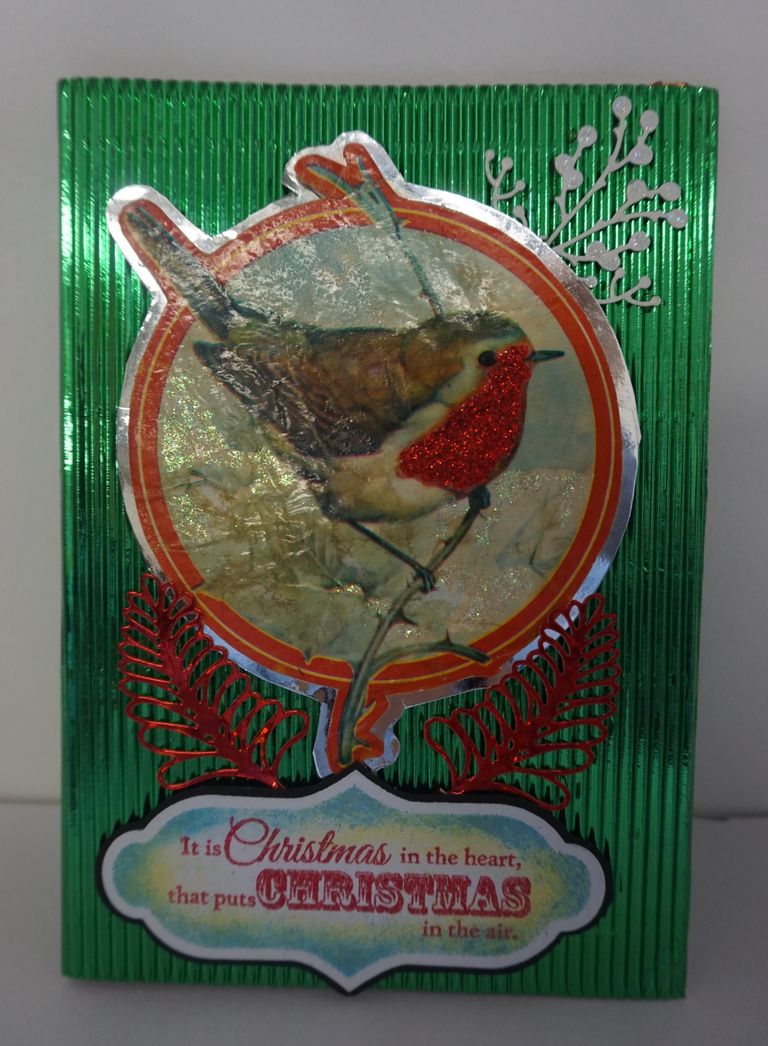 It is Christmas in the heart,
that puts CHRISTMAS
in the air.